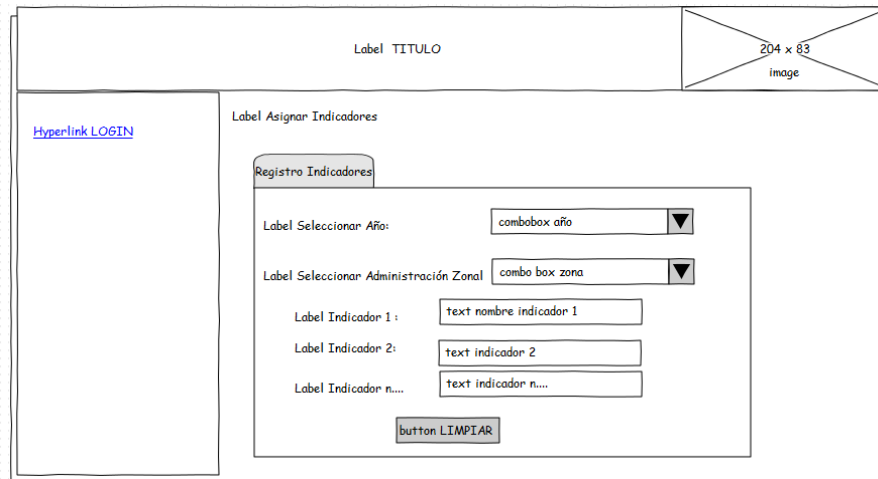 Label TITULO
204 x 83
image
Hyperlink LOGIN
Label Asignar Indicadores
Registro Indicadores
Label Seleccionar Año:
combobox año
Label Seleccionar Administración Zonal
combo box zona
Label Indicador 1 :
text nombre indicador 1
Label Indicador 2:
text indicador 2
Label Indicador n....
text indicador n....
button LIMPIAR